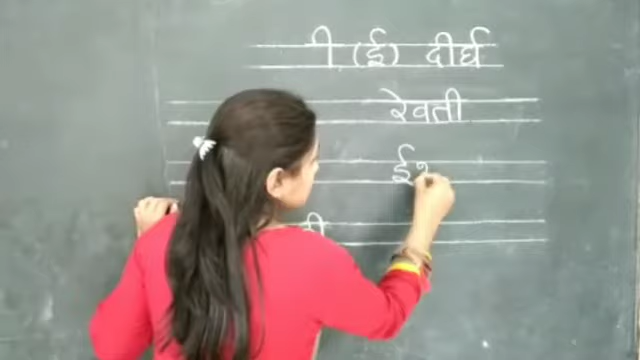 ी (ई) दीर्घ
रेवती
ई
ी